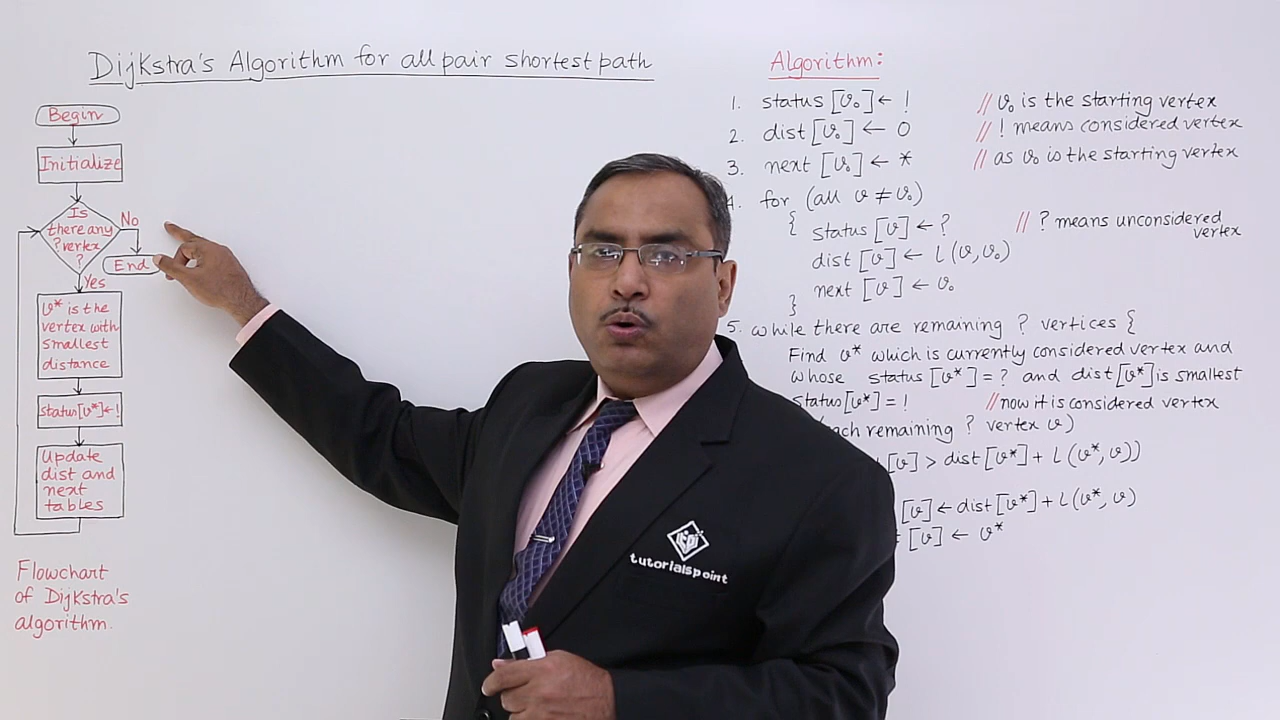 Dijkstra's Algorithm for all pair shortest path
Begin
Initialize
Is
there any
? vertex
?
No
End
Yes
v* is the
vertex with
smallest
distance
status[v*]←!
Update
dist and
next
tables
Flowchart
of Dijkstra's
algorithm.
Algorithm:
1. status [v₀] ← ! // v₀ is the starting vertex
2. dist [v₀] ← 0 // ! means considered vertex
3. next [v₀] ← * // as v₀ is the starting vertex
4. for (all v ≠ v₀)
{ status [v] ← ? // ? means unconsidered
vertex
dist [v] ← L (v, v₀)
next [v] ← v₀
}
5. while there are remaining ? vertices {
Find v* which is currently considered vertex and
whose status [v*] = ? and dist [v*] is smallest
status [v*] = ! // now it is considered vertex
remaining ? vertex v)
[v] > dist [v*] + L (v*, v))
[v] ← dist [v*] + L (v*, v)
[v] ← v*
tutorialspoint